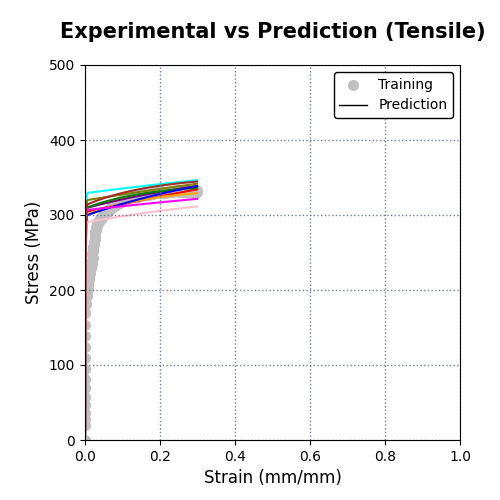 Experimental vs Prediction (Tensile)
500
400
300
200
100
0
Stress (MPa)
Training
Prediction
0.0 0.2 0.4 0.6 0.8 1.0
Strain (mm/mm)